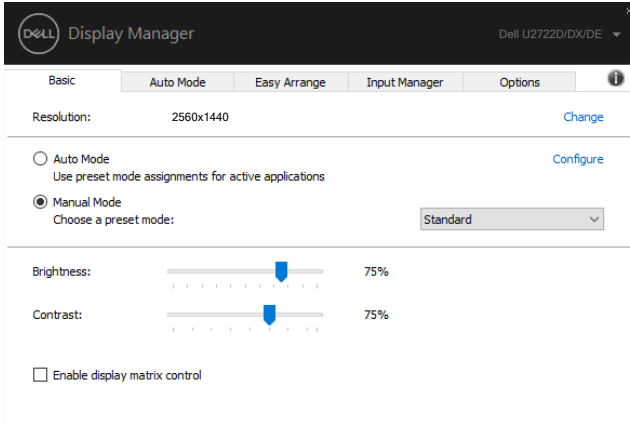 DELL Display Manager Dell U2722D/DX/DE
Basic Auto Mode Easy Arrange Input Manager Options
Resolution: 2560x1440 Change
Auto Mode Configure
Use preset mode assignments for active applications
Manual Mode
Choose a preset mode: Standard
Brightness: 75%
Contrast: 75%
Enable display matrix control